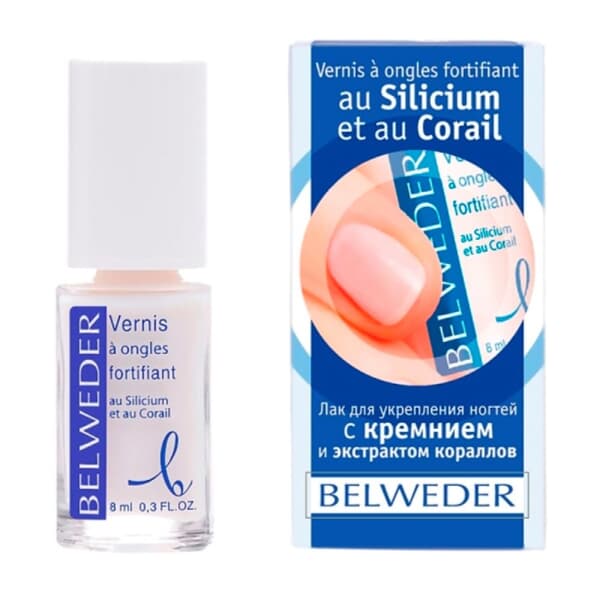 BELWEDER
Vernis
à ongles
fortifiant
au Silicium
et au Corail
b
8 ml 0,3 FL.OZ.
Vernis à ongles fortifiant
au Silicium
et au Corail
BELWEDER
à ongles
fortifiant
au Silicium
et au Corail
8 ml
Лак для укрепления ногтей
с кремнием
и экстрактом кораллов
BELWEDER